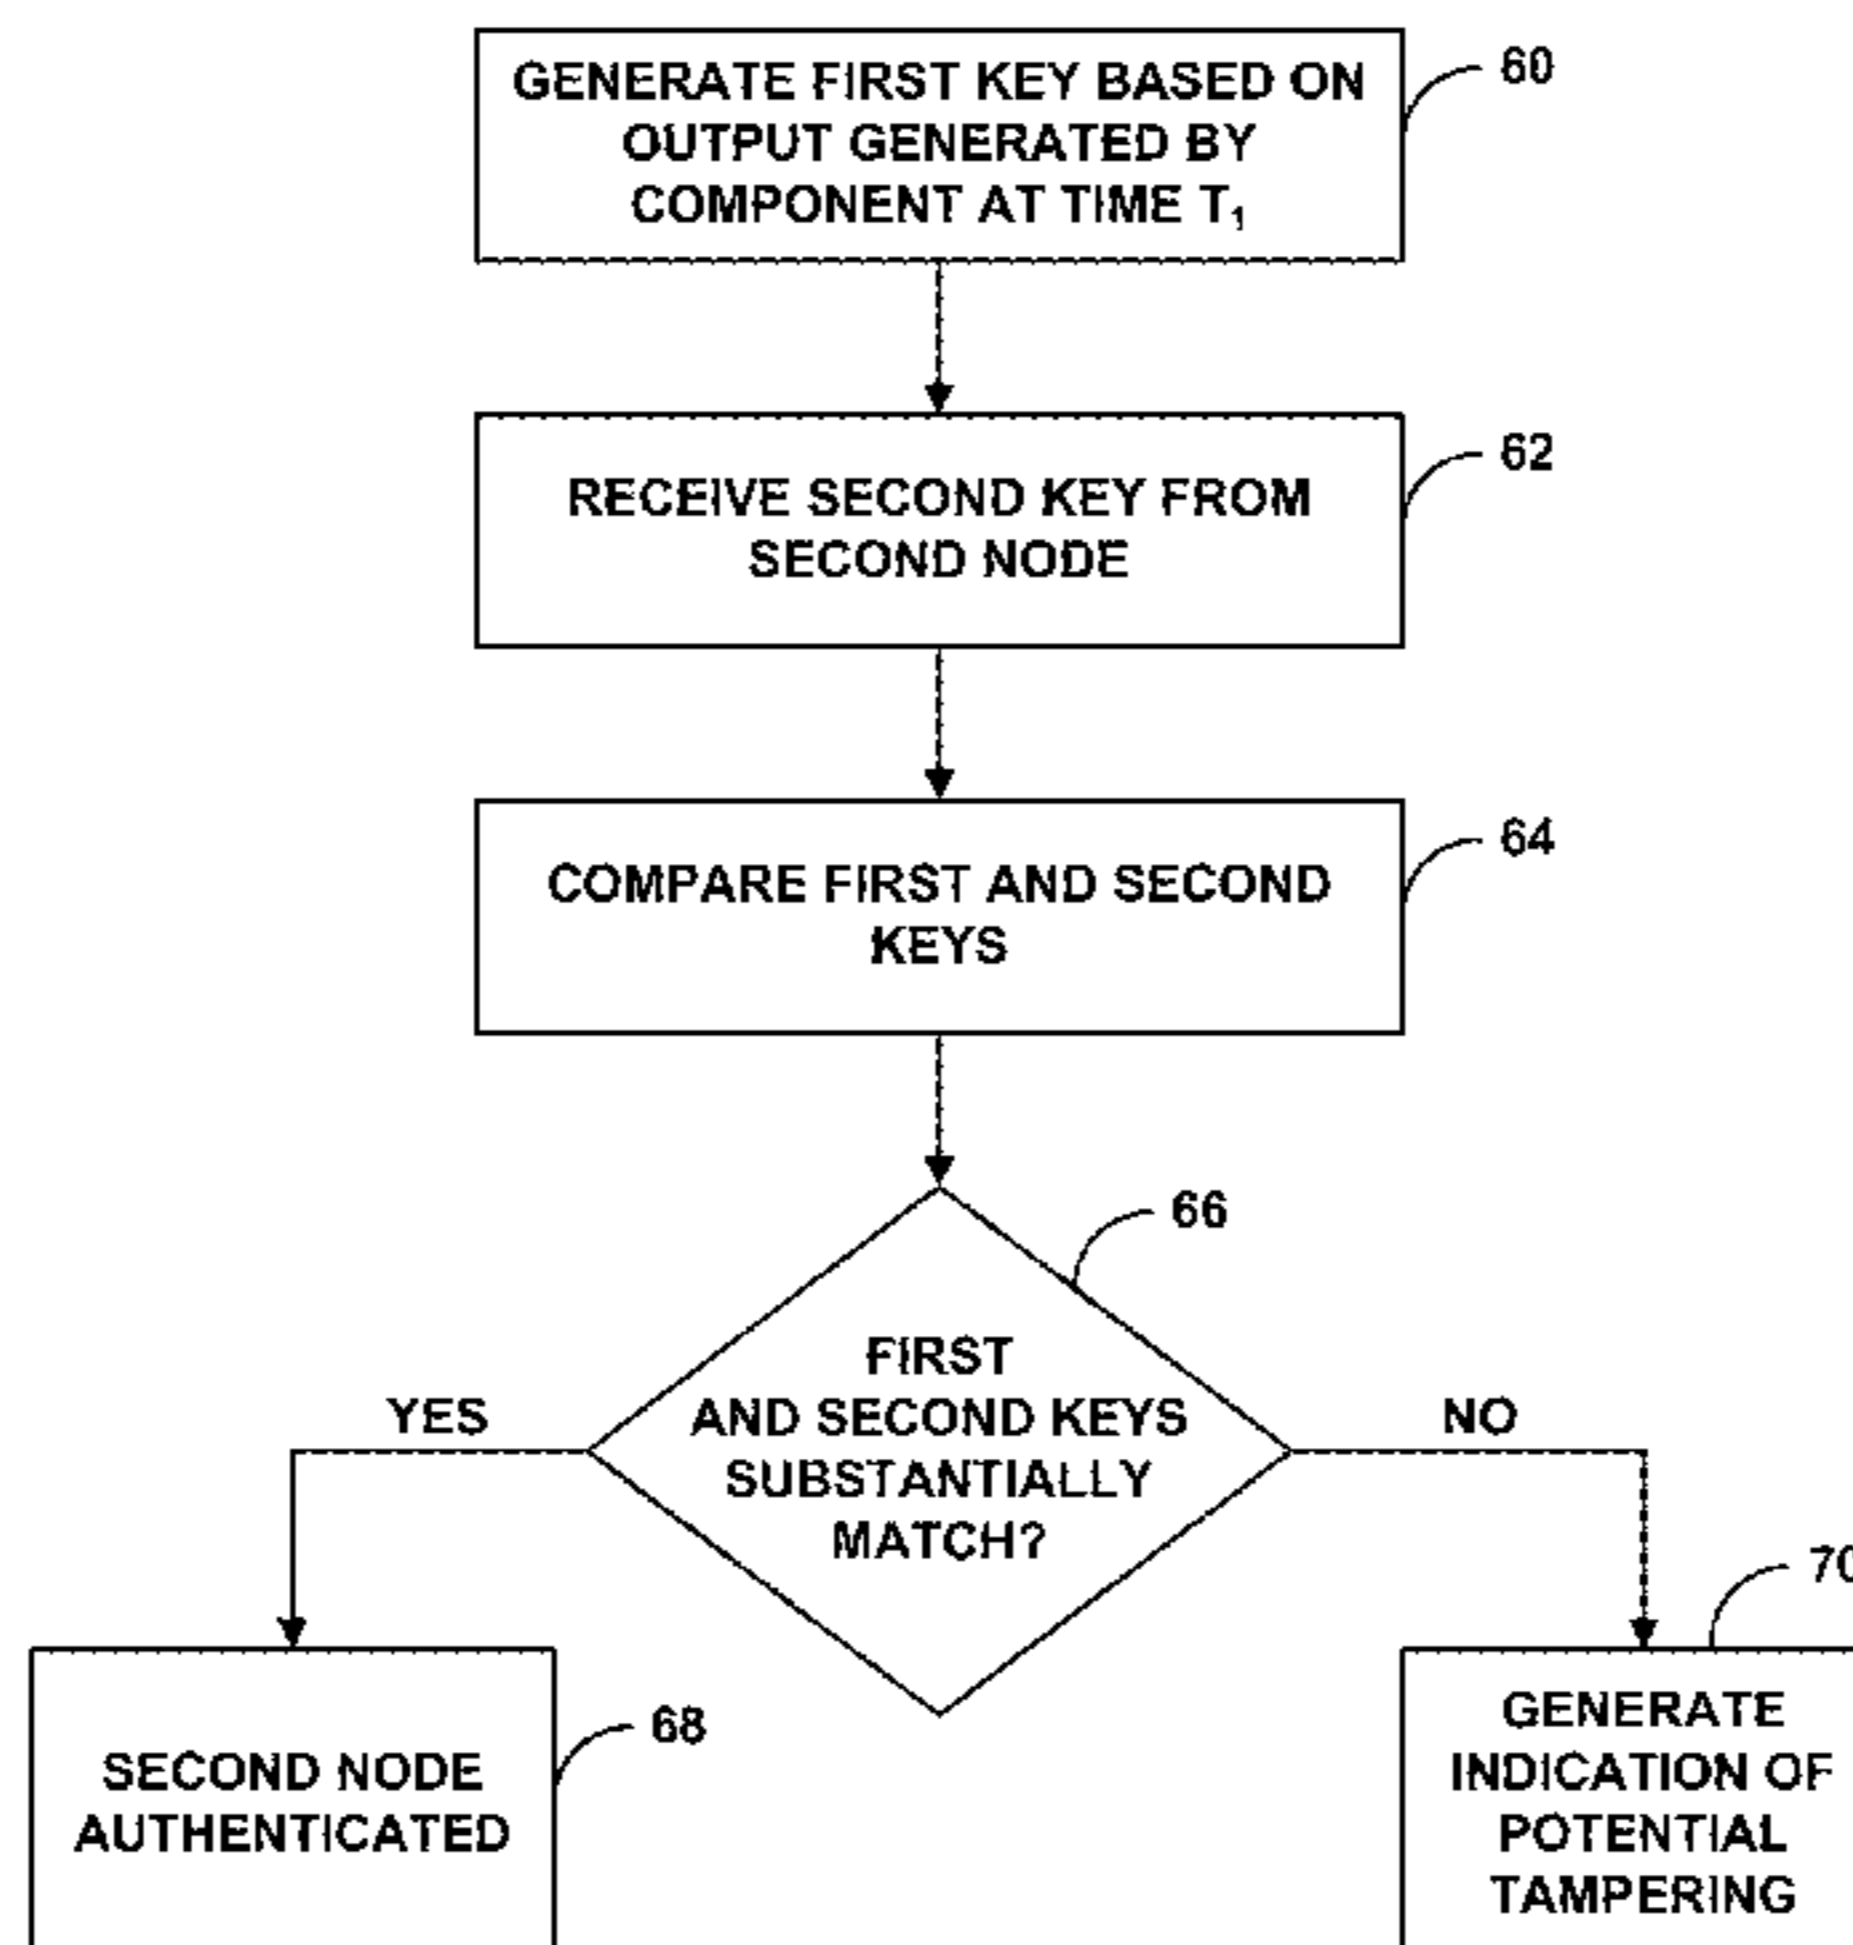 GENERATE FIRST KEY BASED ON
OUTPUT GENERATED BY
COMPONENT AT TIME T₁
60
RECEIVE SECOND KEY FROM
SECOND NODE
62
COMPARE FIRST AND SECOND
KEYS
64
66
FIRST
AND SECOND KEYS
SUBSTANTIALLY
MATCH?
YES
NO
70
SECOND NODE
AUTHENTICATED
68
GENERATE
INDICATION OF
POTENTIAL
TAMPERING